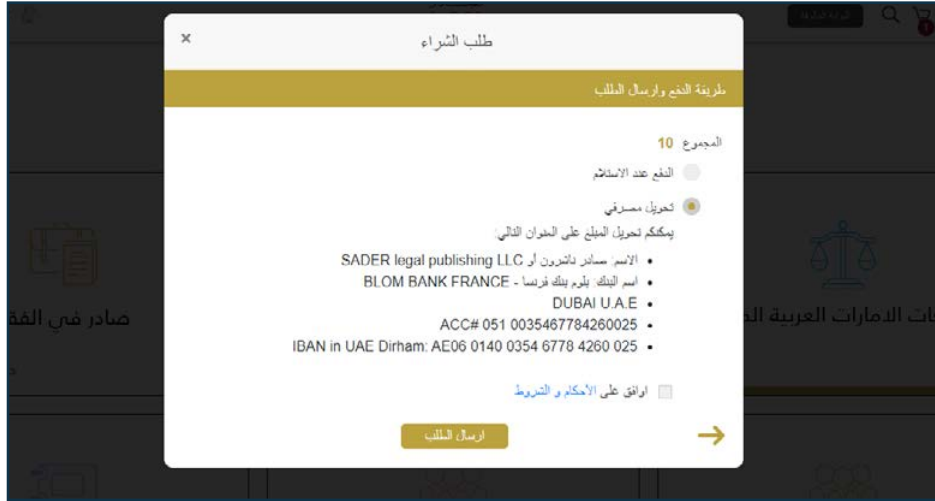 طلب الشراء
×
طريقة الدفع وارسال الطلب
المجموع 10
الدفع عند الاستلام
تحويل مصرفي
يمكنكم تحويل المبلغ على العنوان التالي:
• الاسم: صادر ناشرون أو SADER legal publishing LLC
• اسم البنك: بلوم بنك فرنسا - BLOM BANK FRANCE
• DUBAI U.A.E
• ACC# 051 0035467784260025
• IBAN in UAE Dirham: AE06 0140 0354 6778 4260 025
اوافق على الأحكام و الشروط
ارسال الطلب
الامارات العربية
صادر في